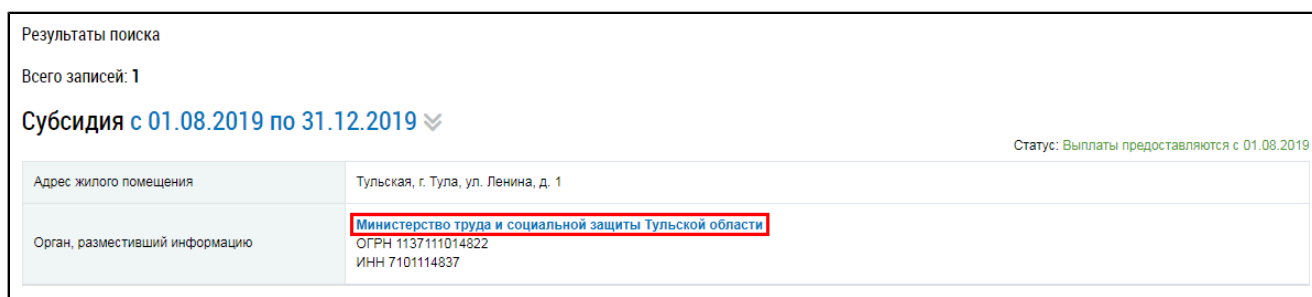 Результаты поиска
Всего записей: 1
Субсидия с 01.08.2019 по 31.12.2019
Статус: Выплаты предоставляются с 01.08.2019
Адрес жилого помещения
Тульская, г. Тула, ул. Ленина, д. 1
Орган, разместивший информацию
Министерство труда и социальной защиты Тульской области
ОГРН 1137111014822
ИНН 7101114837